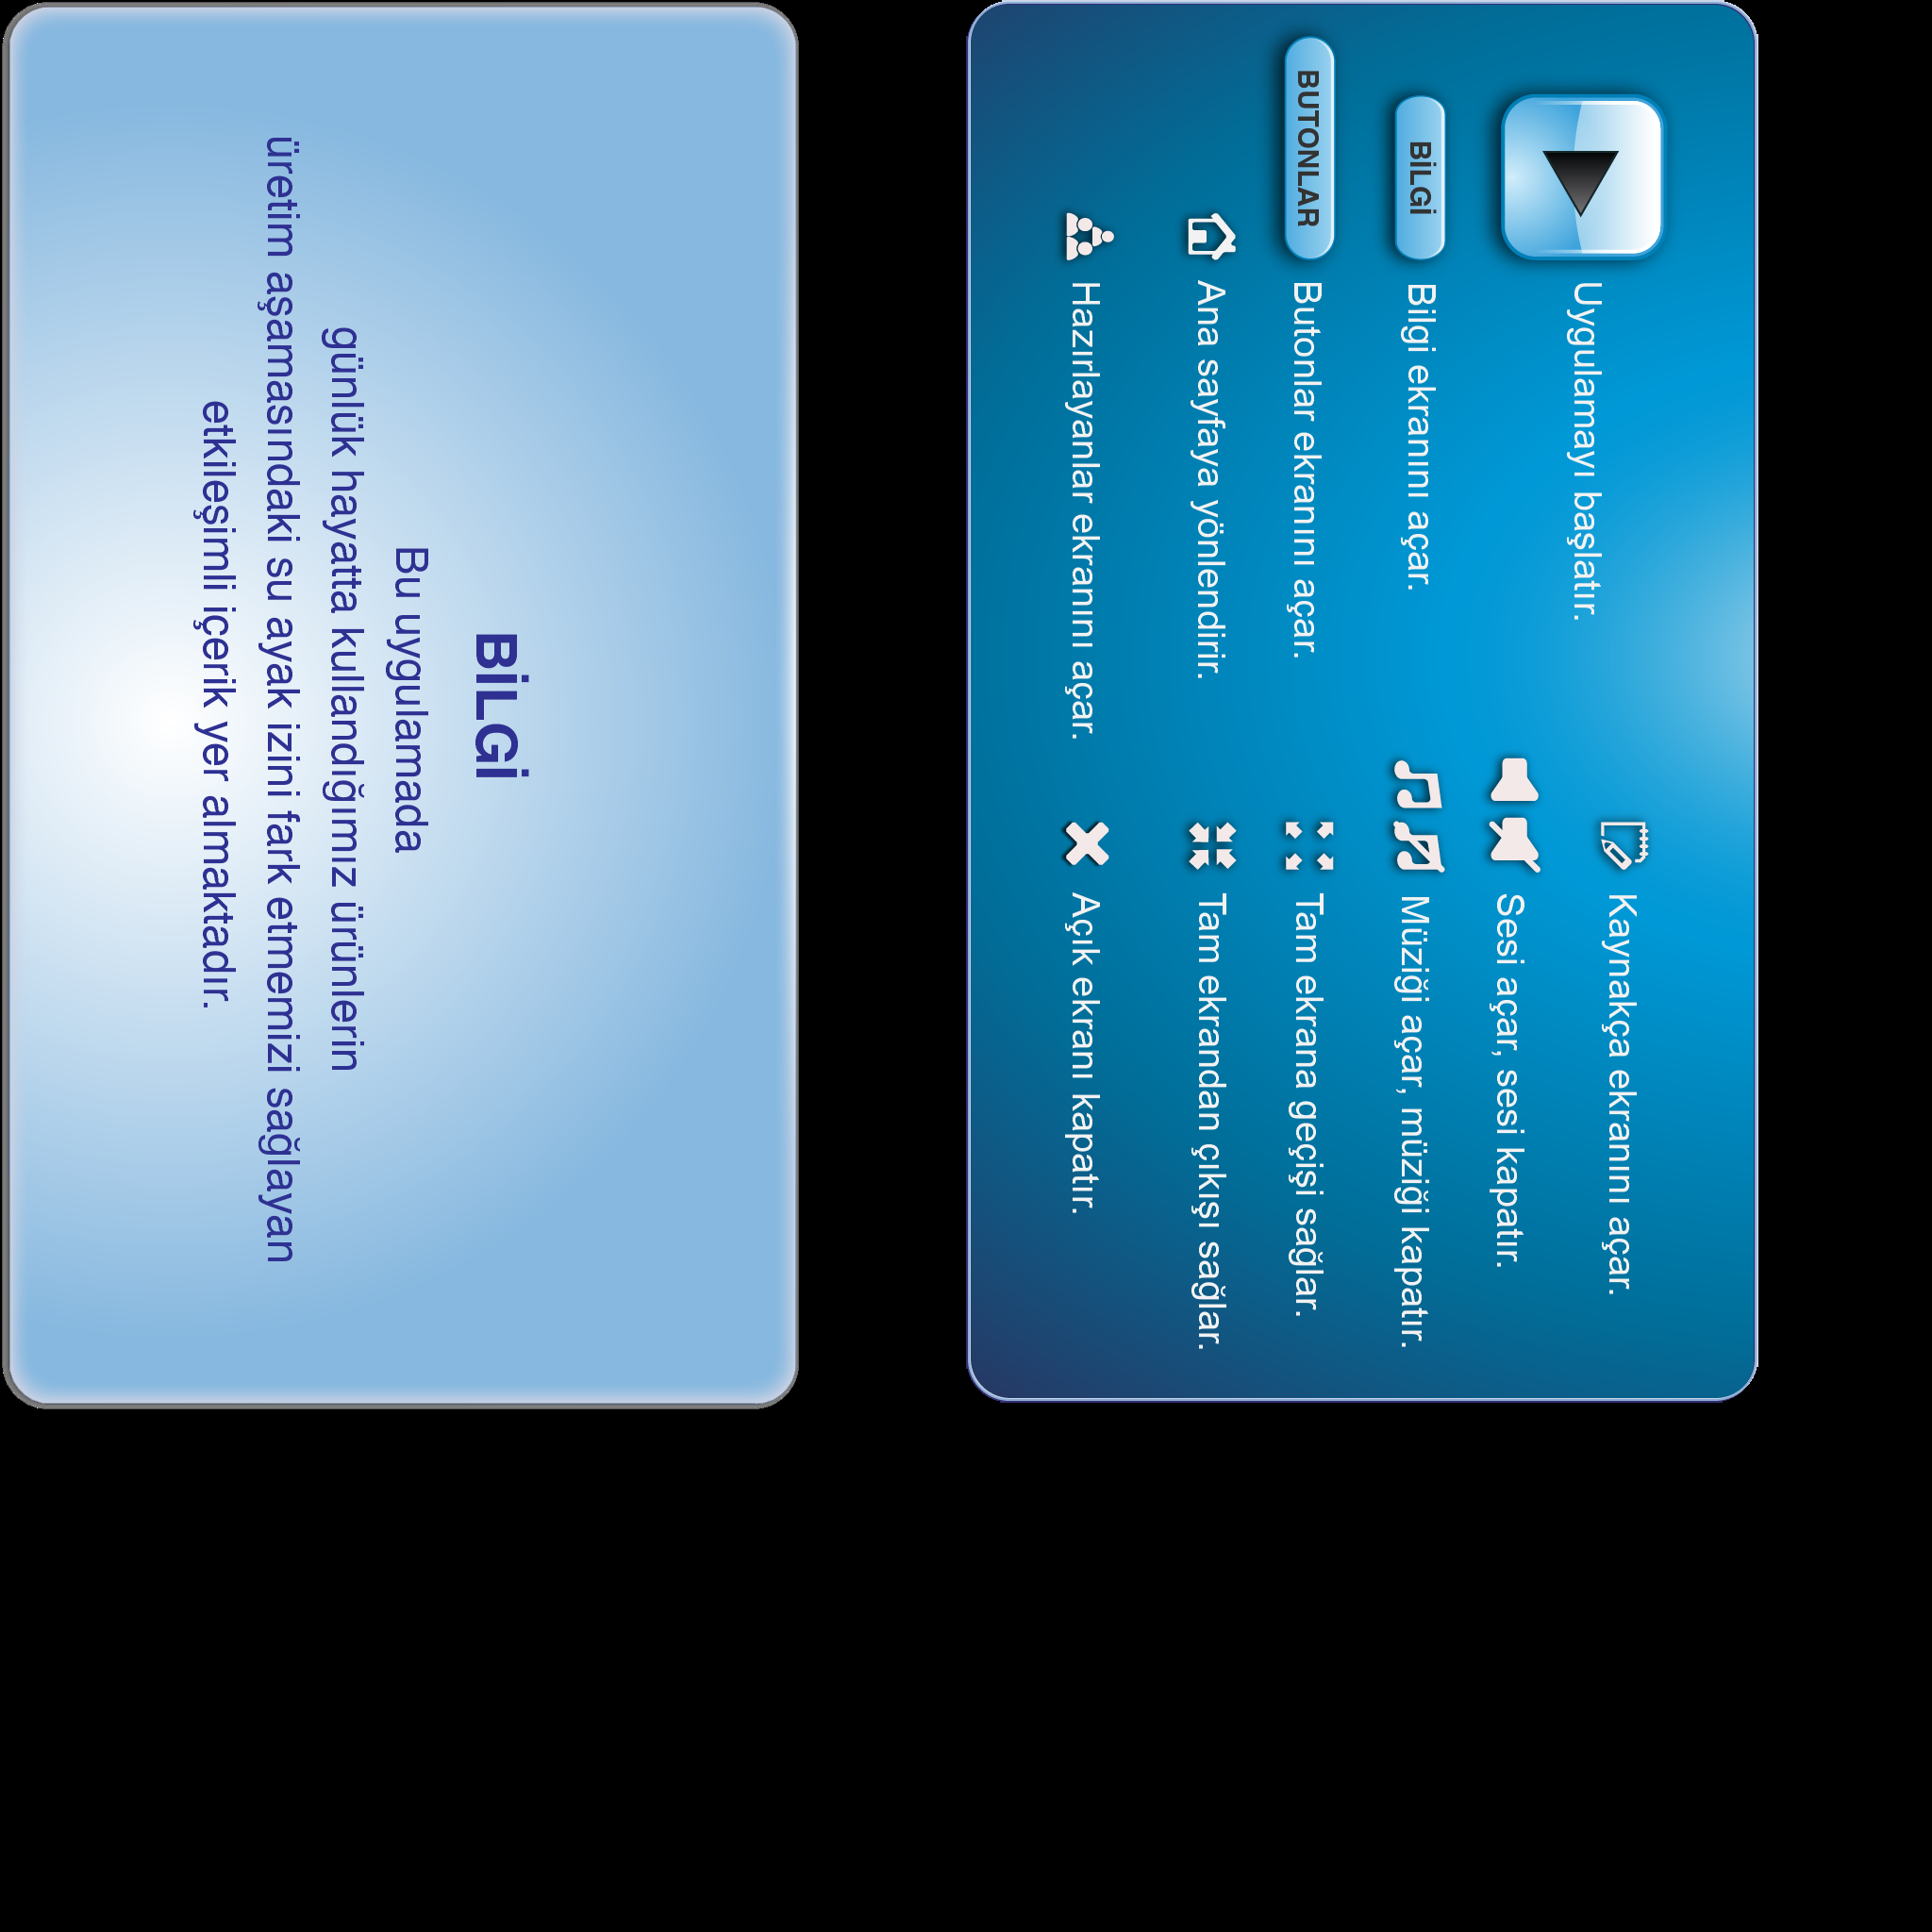 Uygulamayı başlatır.
BİLGİ
Bilgi ekranını açar.
BUTONLAR
Butonlar ekranını açar.
Ana sayfaya yönlendirir.
Hazırlayanlar ekranını açar.
Kaynakça ekranını açar.
Sesi açar, sesi kapatır.
Müziği açar, müziği kapatır.
Tam ekrana geçişi sağlar.
Tam ekrandan çıkışı sağlar.
Açık ekranı kapatır.
BİLGİ
Bu uygulamada
günlük hayatta kullandığımız ürünlerin
üretim aşamasındaki su ayak izini fark etmemizi sağlayan
etkileşimli içerik yer almaktadır.